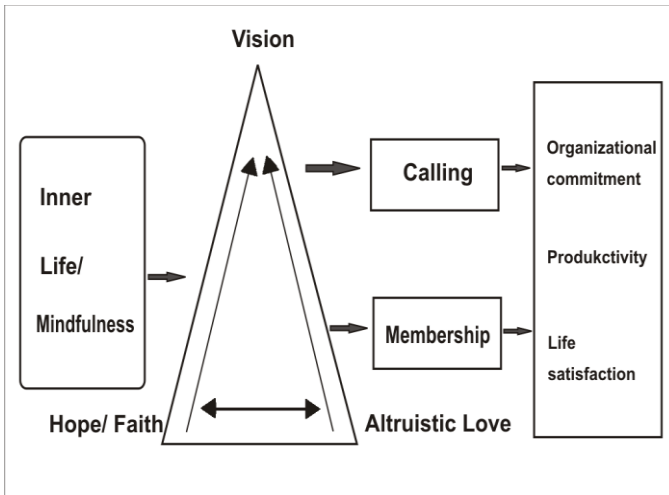 Vision
Inner
Life/
Mindfulness
Hope/ Faith
Altruistic Love
Calling
Membership
Organizational
commitment
Produkctivity
Life
satisfaction